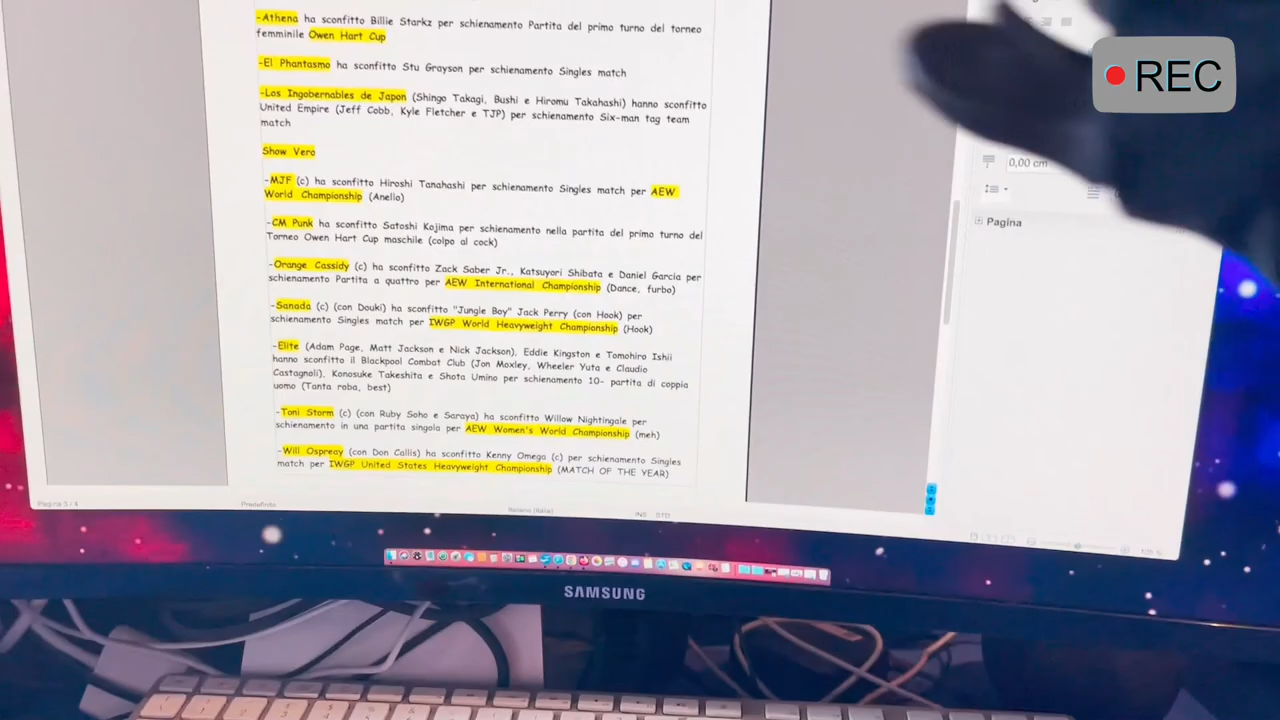 -Athena ha sconfitto Billie Starkz per schienamento Partita del primo turno del torneo
femminile Owen Hart Cup
-El Phantasmo ha sconfitto Stu Grayson per schienamento Singles match
-Los Ingobernables de Japon (Shingo Takagi, Bushi e Hiromu Takahashi) hanno sconfitto
United Empire (Jeff Cobb, Kyle Fletcher e TJP) per schienamento Six-man tag team
match
Show Vero
-MJF (c) ha sconfitto Hiroshi Tanahashi per schienamento Singles match per AEW
World Championship (Anello)
-CM Punk ha sconfitto Satoshi Kojima per schienamento nella partita del primo turno del
Torneo Owen Hart Cup maschile (colpo al cock)
-Orange Cassidy (c) ha sconfitto Zack Saber Jr., Katsuyori Shibata e Daniel Garcia per
schienamento Partita a quattro per AEW International Championship (Dance, furbo)
-Sanada (c) (con Douki) ha sconfitto "Jungle Boy" Jack Perry (con Hook) per
schienamento Singles match per IWGP World Heavyweight Championship (Hook)
-Elite (Adam Page, Matt Jackson e Nick Jackson), Eddie Kingston e Tomohiro Ishii
hanno sconfitto il Blackpool Combat Club (Jon Moxley, Wheeler Yuta e Claudio
Castagnoli), Konosuke Takeshita e Shota Umino per schienamento 10- partita di coppia
uomo (Tanta roba, best)
-Toni Storm (c) (con Ruby Soho e Saraya) ha sconfitto Willow Nightingale per
schienamento in una partita singola per AEW Women's World Championship (meh)
-Will Ospreay (con Don Callis) ha sconfitto Kenny Omega (c) per schienamento Singles
match per IWGP United States Heavyweight Championship (MATCH OF THE YEAR)
REC
0,00 cm
Pagina
Pagina 3 / 4
Predefinito
Italiano (Italia)
INS STD
SAMSUNG